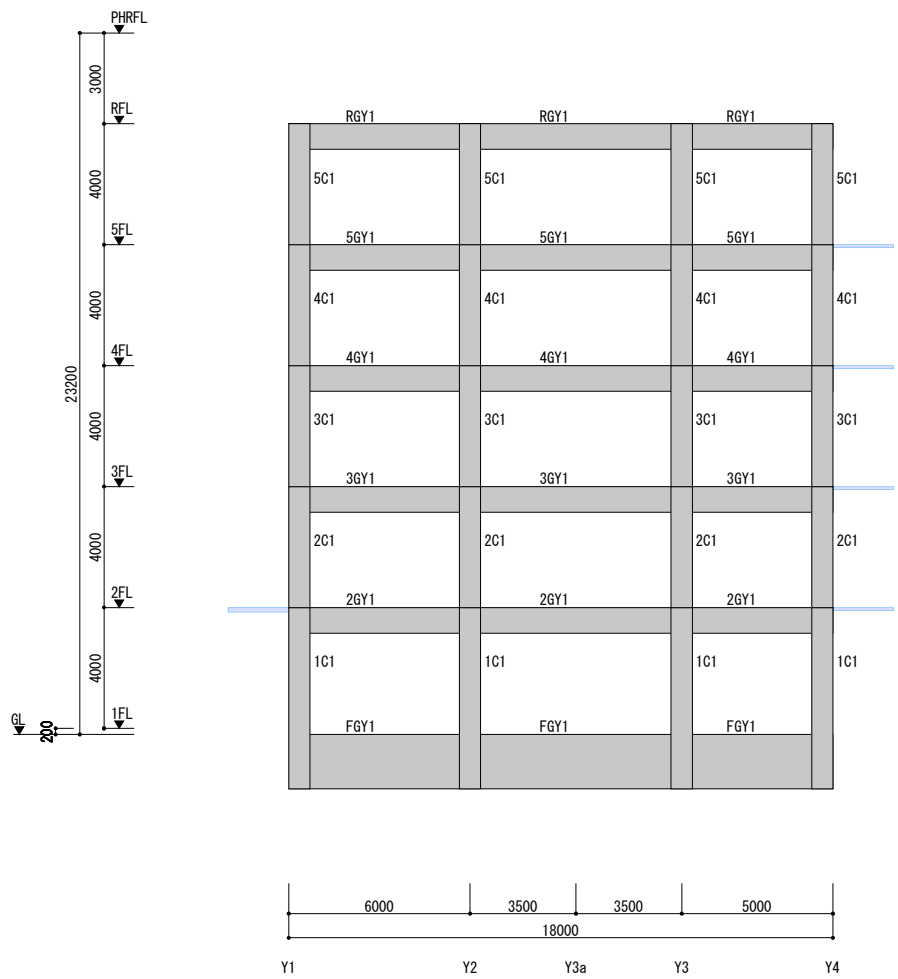 PHRFL
3000
RFL
RGY1 RGY1 RGY1
4000
5C1 5C1 5C1 5C1
5FL
5GY1 5GY1 5GY1
4000
4C1 4C1 4C1 4C1
4FL
4GY1 4GY1 4GY1
23200
4000
3C1 3C1 3C1 3C1
3FL
3GY1 3GY1 3GY1
4000
2C1 2C1 2C1 2C1
2FL
2GY1 2GY1 2GY1
4000
1C1 1C1 1C1 1C1
1FL
GL
200
FGY1 FGY1 FGY1
6000 3500 3500 5000
18000
Y1 Y2 Y3a Y3 Y4